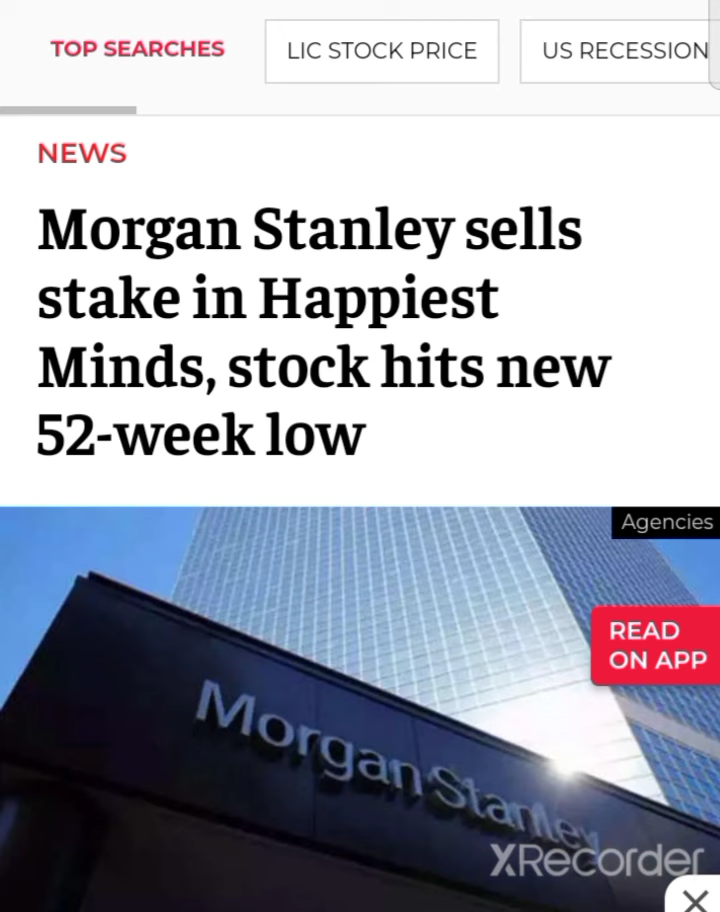 TOP SEARCHES
LIC STOCK PRICE
US RECESSION
NEWS
Morgan Stanley sells
stake in Happiest
Minds, stock hits new
52-week low
Agencies
READ
ON APP
Morgan Stanley
XRecorder